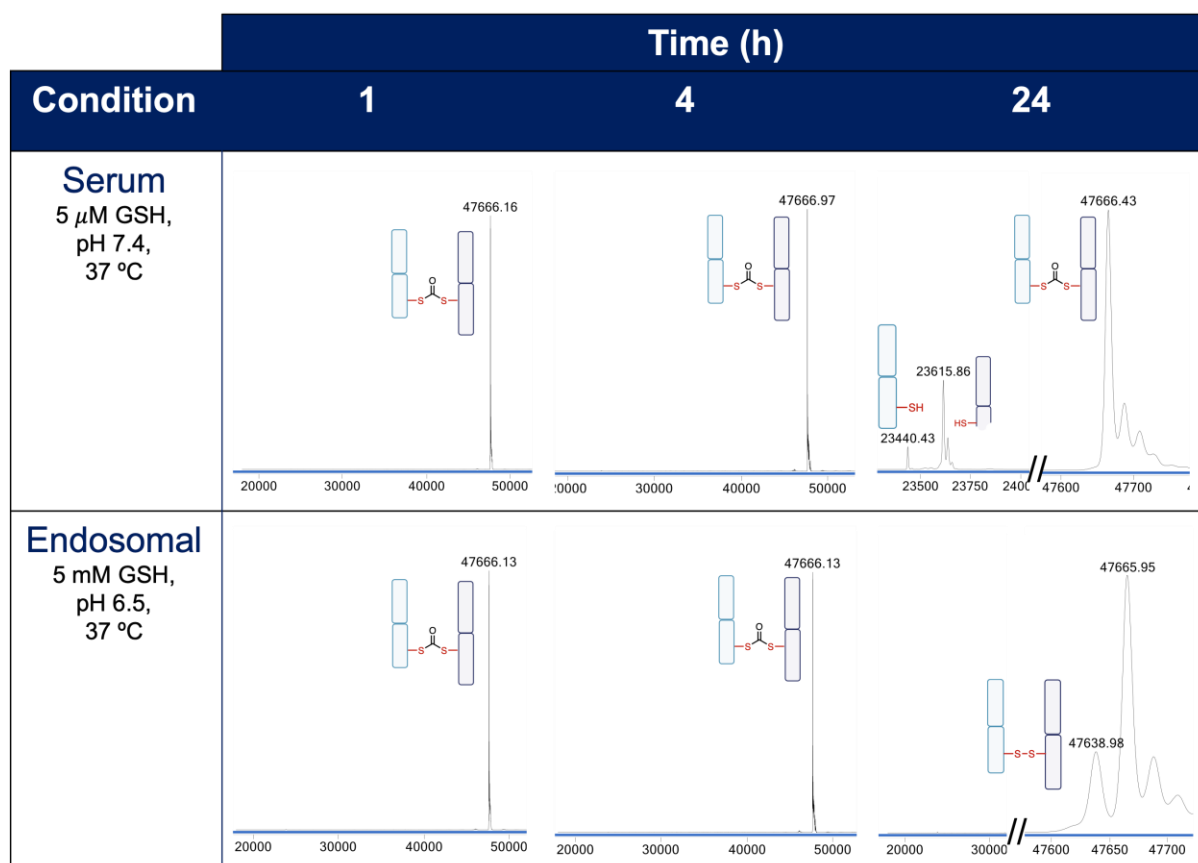 Time (h)
Condition 1 4 24
Serum
5 μM GSH,
pH 7.4,
37 ºC
47666.16
O
S S
20000 30000 40000 50000
47666.97
O
S S
20000 30000 40000 50000
47666.43
O
S S
23615.86
SH
HS
23440.43
23500 23750 2400 47600 47700 4
Endosomal
5 mM GSH,
pH 6.5,
37 ºC
47666.13
O
S S
20000 30000 40000 50000
47666.13
O
S S
20000 30000 40000 50000
47665.95
47638.98
S-S
20000 30000 47600 47650 47700